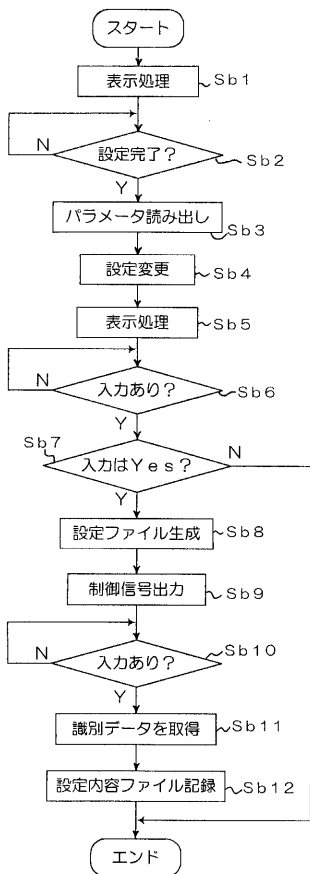 スタート
表示処理 Sb1
設定完了? Sb2
N
Y
パラメータ読み出し Sb3
設定変更 Sb4
表示処理 Sb5
入力あり? Sb6
N
Y
Sb7 入力はYes? N
Y
設定ファイル生成 Sb8
制御信号出力 Sb9
入力あり? Sb10
N
Y
識別データを取得 Sb11
設定内容ファイル記録 Sb12
エンド